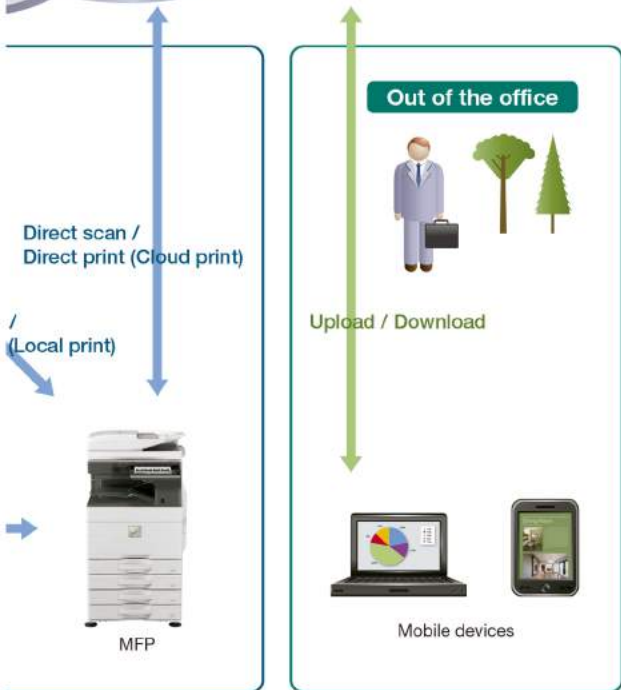 Out of the office
Direct scan /
Direct print (Cloud print)
/
(Local print)
Upload / Download
MFP
Mobile devices